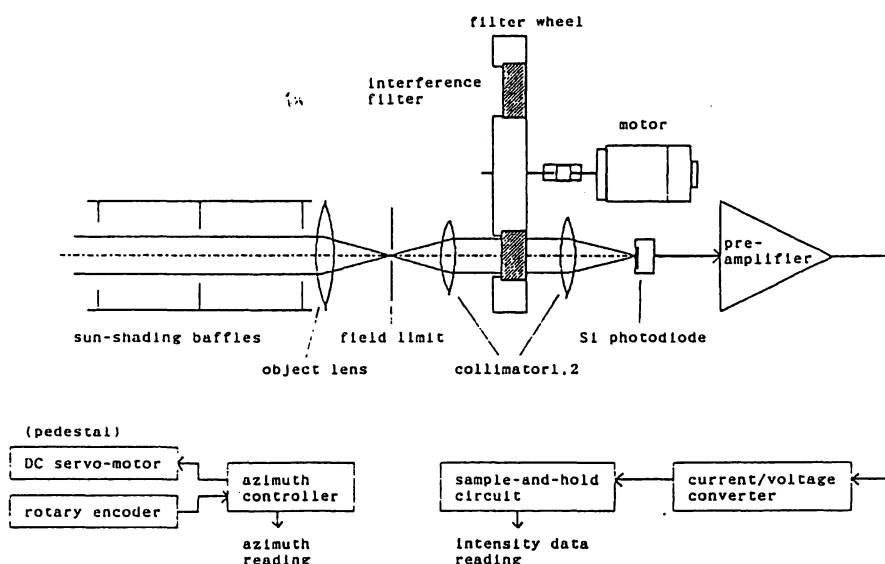 filter wheel
interference
filter
motor
pre-
amplifier
sun-shading baffles
field limit
Si photodiode
object lens
collimator1,2
(pedestal)
DC servo-motor
azimuth
controller
rotary encoder
azimuth
reading
sample-and-hold
circuit
intensity data
reading
current/voltage
converter